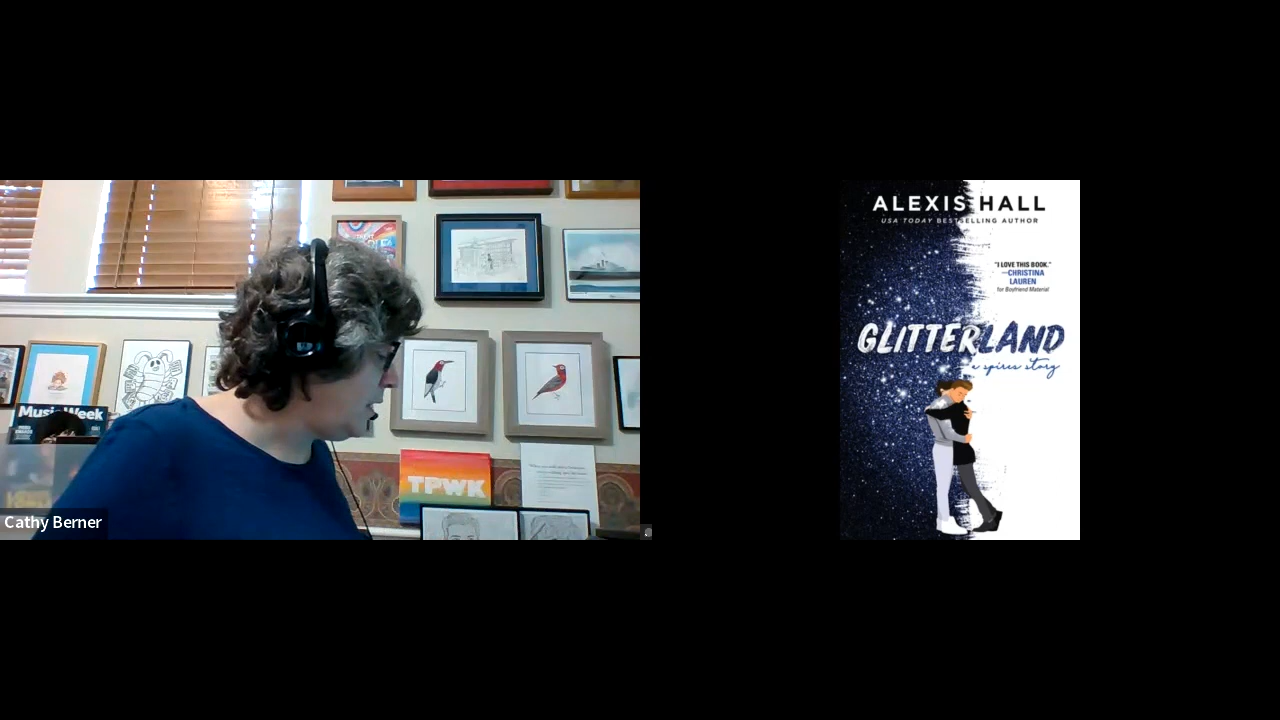 Music Week
TPWK
Cathy Berner
ALEXIS HALL
USA TODAY BESTSELLING AUTHOR
"I LOVE THIS BOOK."
—CHRISTINA
LAUREN
for Boyfriend Material
GLITTERLAND
a spires story